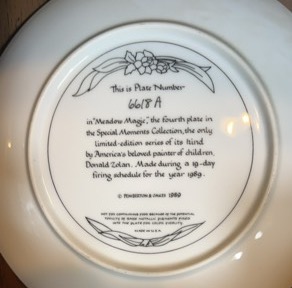 This is Plate Number
6618 A
in "Meadow Magic", the fourth plate in
the Special Moments Collection, the only
limited-edition series of its kind
by America's beloved painter of children,
Donald Zolan. Made during a 19-day
firing schedule for the year 1989.
© PEMBERTON & OAKES 1989
MADE IN U.S.A.